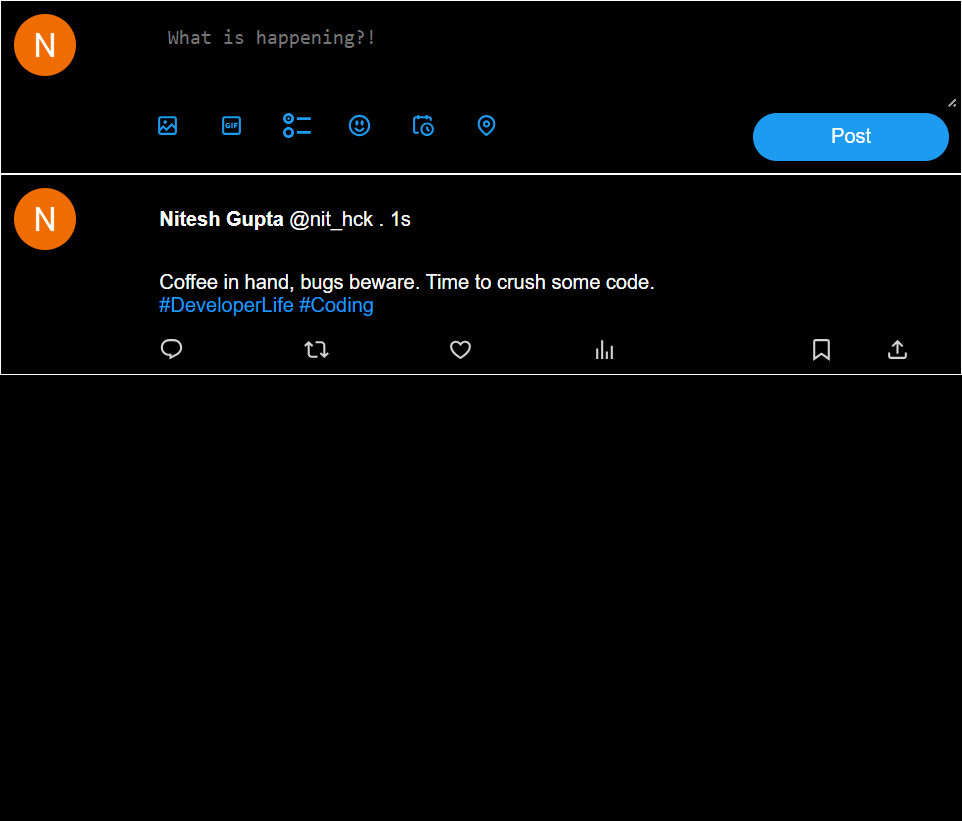 N
What is happening?!
GIF
Post
N
Nitesh Gupta @nit_hck . 1s
Coffee in hand, bugs beware. Time to crush some code.
#DeveloperLife #Coding